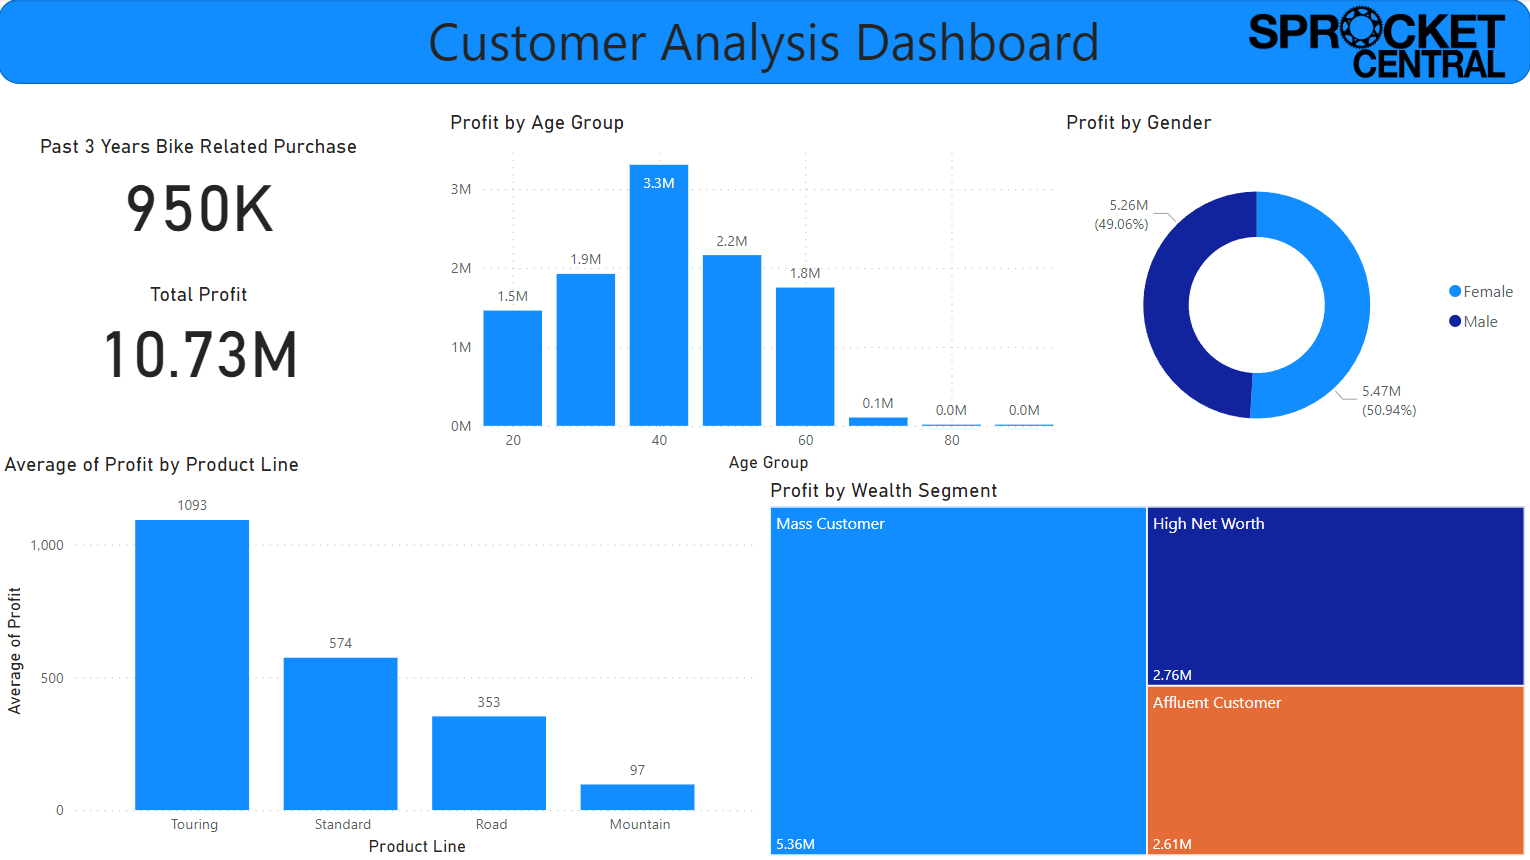 Customer Analysis Dashboard
SPROCKET
CENTRAL
Past 3 Years Bike Related Purchase
950K
Total Profit
10.73M
Profit by Age Group
3M
2M
1M
0M
1.5M
1.9M
3.3M
2.2M
1.8M
0.1M
0.0M
0.0M
20
40
60
80
Age Group
Profit by Gender
5.26M
(49.06%)
5.47M
(50.94%)
Female
Male
Average of Profit by Product Line
Average of Profit
1,000
500
0
1093
574
353
97
Touring
Standard
Road
Mountain
Product Line
Profit by Wealth Segment
Mass Customer
5.36M
High Net Worth
2.76M
Affluent Customer
2.61M